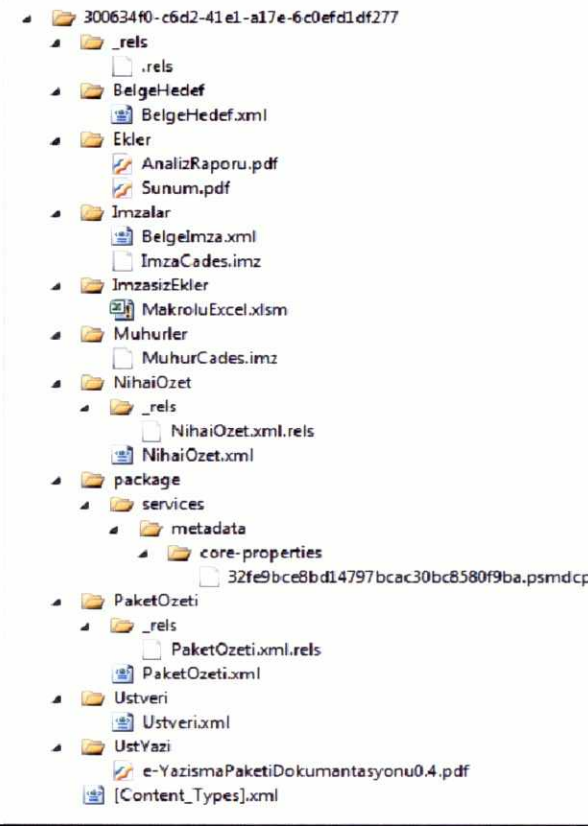 300634f0-c6d2-41e1-a17e-6c0efd1df277
_rels
.rels
BelgeHedef
BelgeHedef.xml
Ekler
AnalizRaporu.pdf
Sunum.pdf
Imzalar
BelgeImza.xml
ImzaCades.imz
ImzasizEkler
MakroluExcel.xlsm
Muhurler
MuhurCades.imz
NihaiOzet
_rels
NihaiOzet.xml.rels
NihaiOzet.xml
package
services
metadata
core-properties
32fe9bce8bd14797bcac30bc8580f9ba.psmdcp
PaketOzeti
_rels
PaketOzeti.xml.rels
PaketOzeti.xml
Ustveri
Ustveri.xml
UstYazi
e-YazismaPaketiDokumantasyonu0.4.pdf
[Content_Types].xml